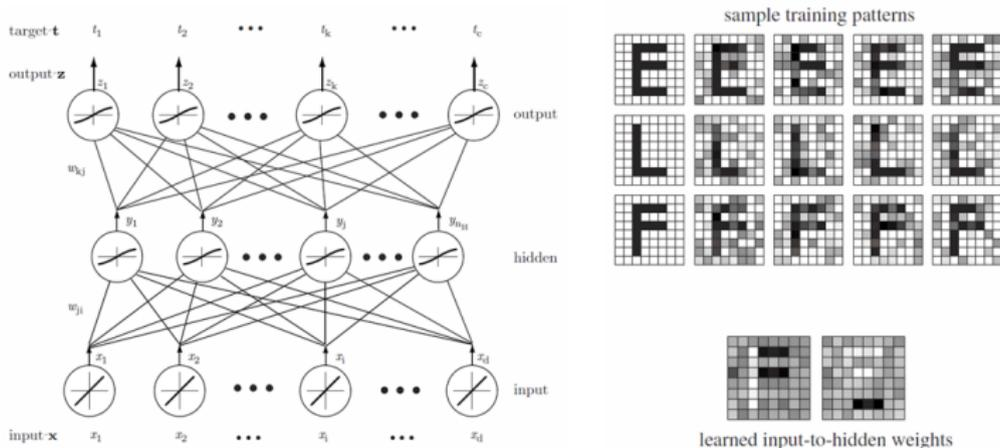 target t t1 t2 ••• tk ••• tc
output z
z1 z2 zk zc
••• •••
output
wkj
y1 y2 yj ynH
••• •••
hidden
wji
x1 x2 xi xd
••• •••
input
input x x1 x2 ••• xi ••• xd
sample training patterns
E E E E E
L L L L L
F F F F F
learned input-to-hidden weights